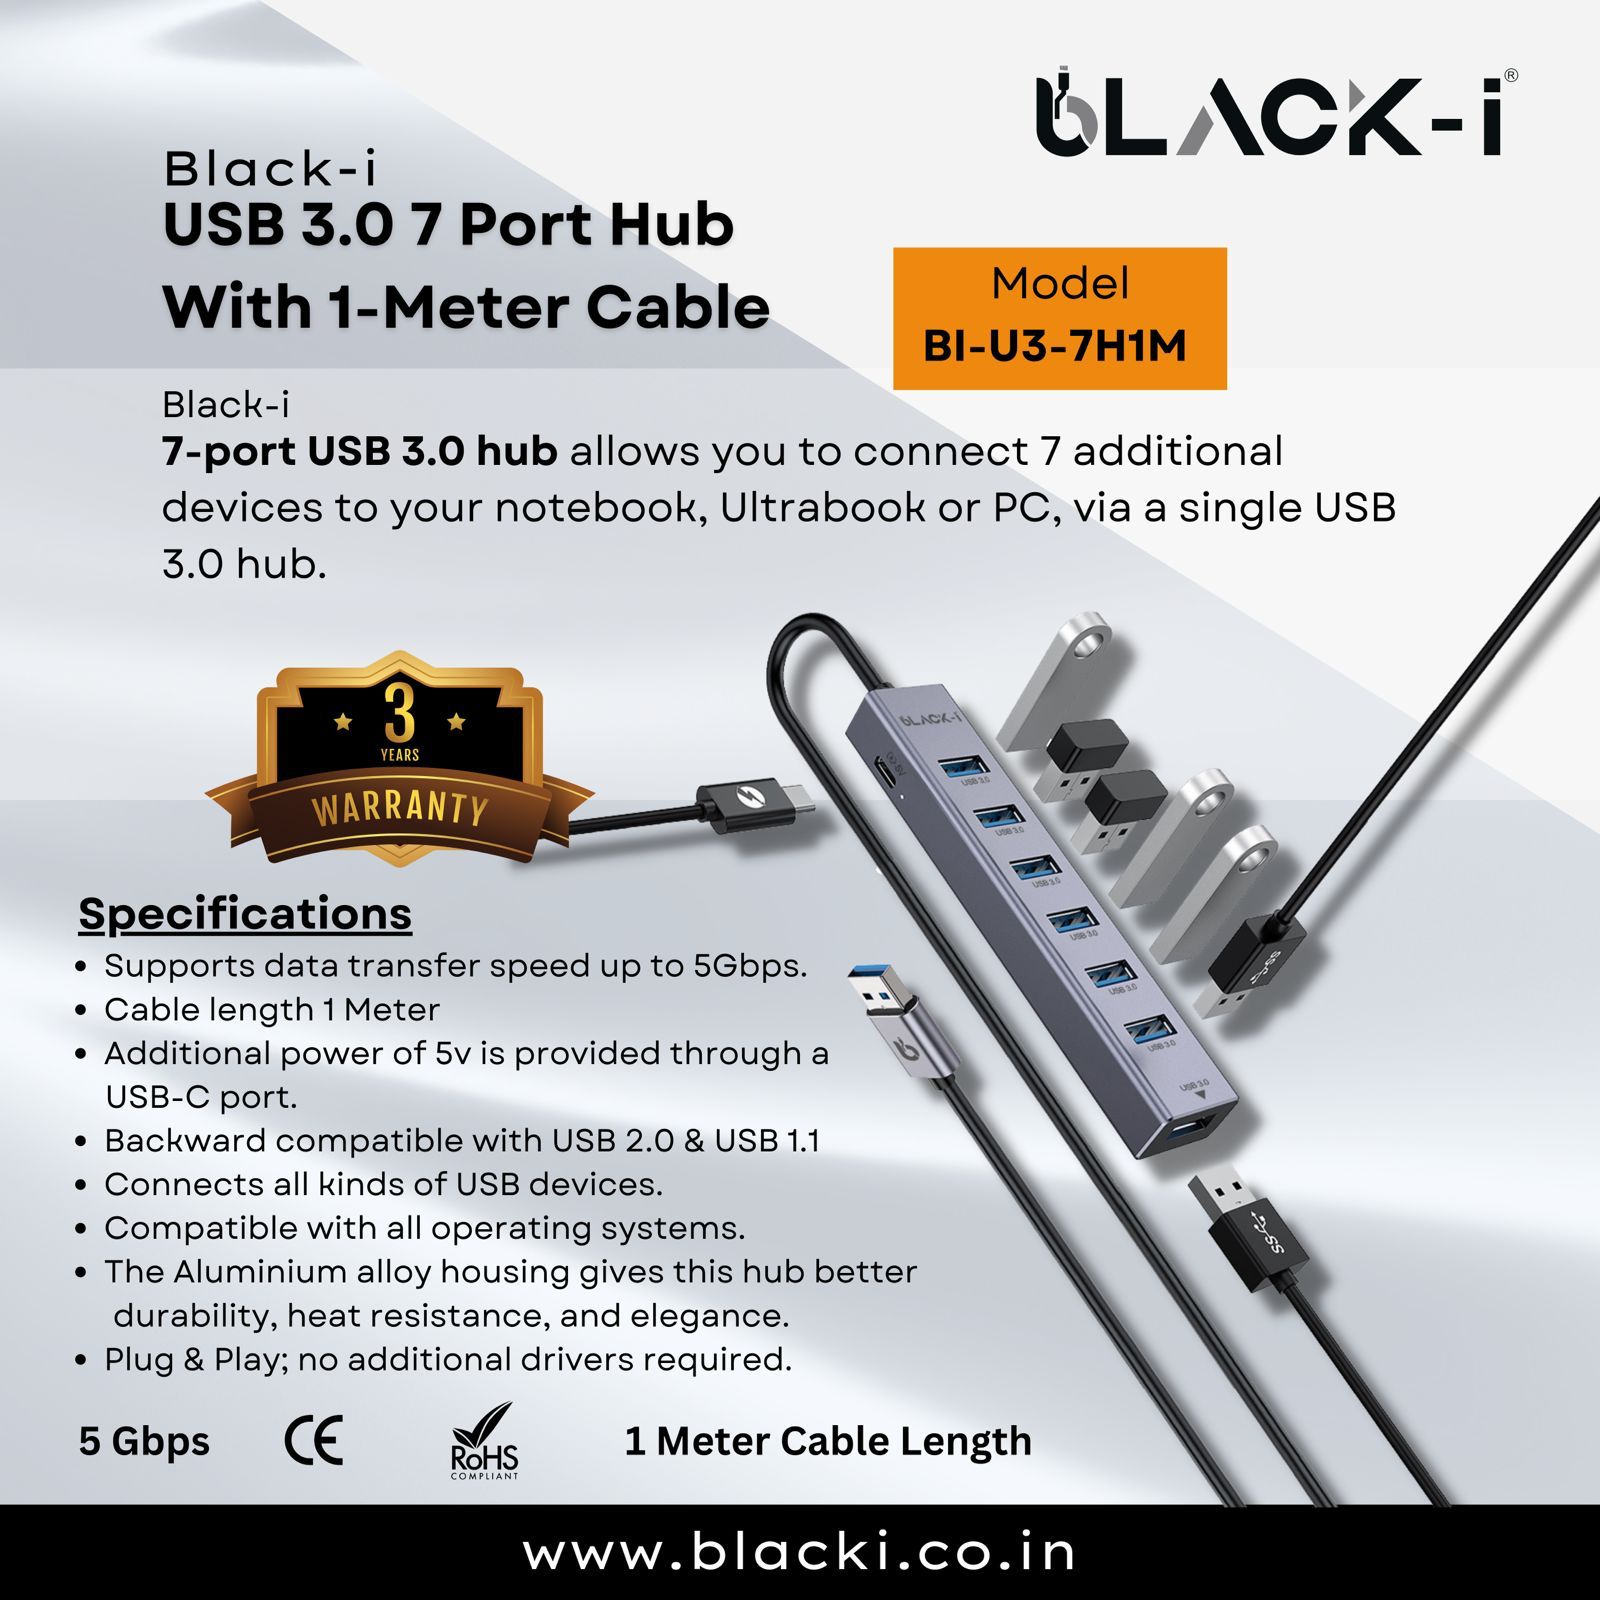 bLACK-i®
Black-i
USB 3.0 7 Port Hub
With 1-Meter Cable
Model
BI-U3-7H1M
Black-i
7-port USB 3.0 hub allows you to connect 7 additional
devices to your notebook, Ultrabook or PC, via a single USB
3.0 hub.
3
YEARS
WARRANTY
bLACK-i
5V
USB 3.0
USB 3.0
USB 3.0
USB 3.0
USB 3.0
USB 3.0
USB 3.0
SS
b
SS
Specifications
• Supports data transfer speed up to 5Gbps.
• Cable length 1 Meter
• Additional power of 5v is provided through a
USB-C port.
• Backward compatible with USB 2.0 & USB 1.1
• Connects all kinds of USB devices.
• Compatible with all operating systems.
• The Aluminium alloy housing gives this hub better
durability, heat resistance, and elegance.
• Plug & Play; no additional drivers required.
5 Gbps
CE
RoHS
COMPLIANT
1 Meter Cable Length
www.blacki.co.in